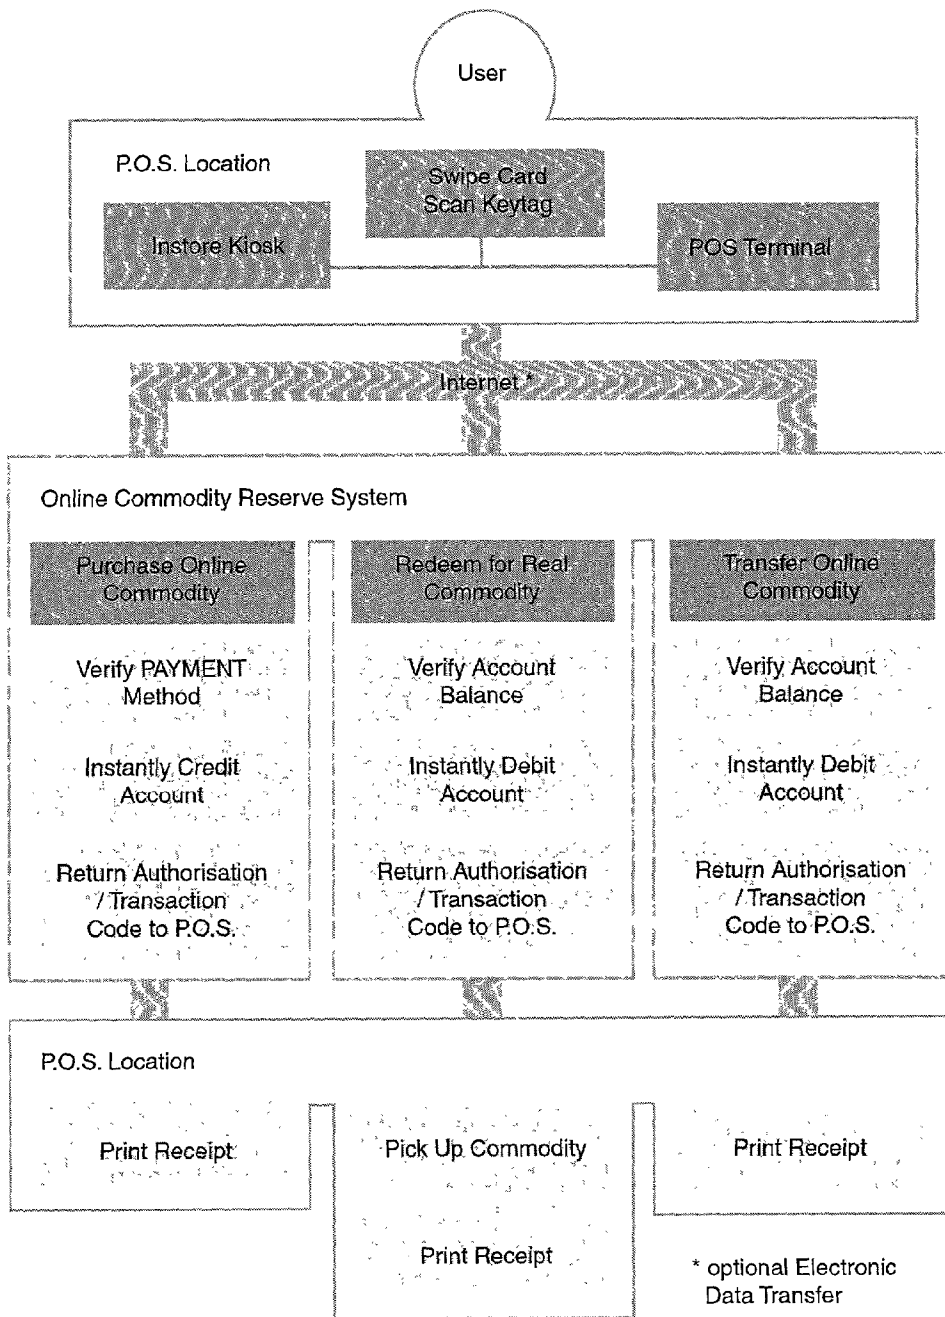 User
P.O.S. Location
Swipe Card
Scan Keytag
Instore Kiosk
POS Terminal
Internet *
Online Commodity Reserve System
Purchase Online
Commodity
Verify PAYMENT
Method
Instantly Credit
Account
Return Authorisation
/ Transaction
Code to P.O.S.
Redeem for Real
Commodity
Verify Account
Balance
Instantly Debit
Account
Return Authorisation
/ Transaction
Code to P.O.S.
Transfer Online
Commodity
Verify Account
Balance
Instantly Debit
Account
Return Authorisation
/ Transaction
Code to P.O.S.
P.O.S. Location
Print Receipt
Pick Up Commodity
Print Receipt
Print Receipt
* optional Electronic
Data Transfer